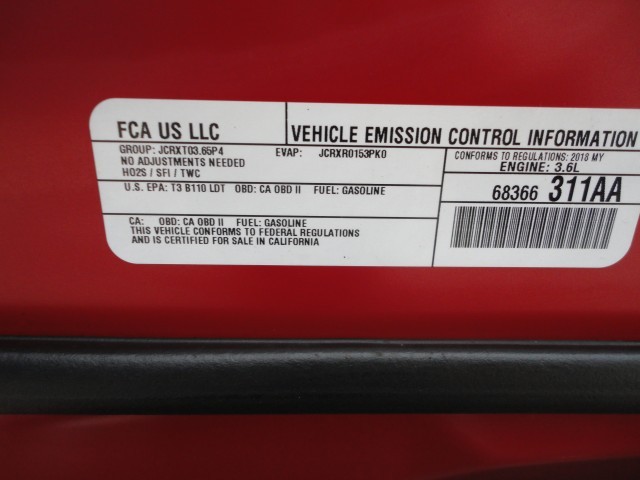 FCA US LLC
VEHICLE EMISSION CONTROL INFORMATION
GROUP: JCRXT03.65P4 EVAP: JCRXR0153PK0
NO ADJUSTMENTS NEEDED
HO2S / SFI / TWC
CONFORMS TO REGULATIONS: 2018 MY
ENGINE: 3.6L
U.S. EPA: T3 B110 LDT OBD: CA OBD II FUEL: GASOLINE
68366 311AA
CA: OBD: CA OBD II FUEL: GASOLINE
THIS VEHICLE CONFORMS TO FEDERAL REGULATIONS
AND IS CERTIFIED FOR SALE IN CALIFORNIA